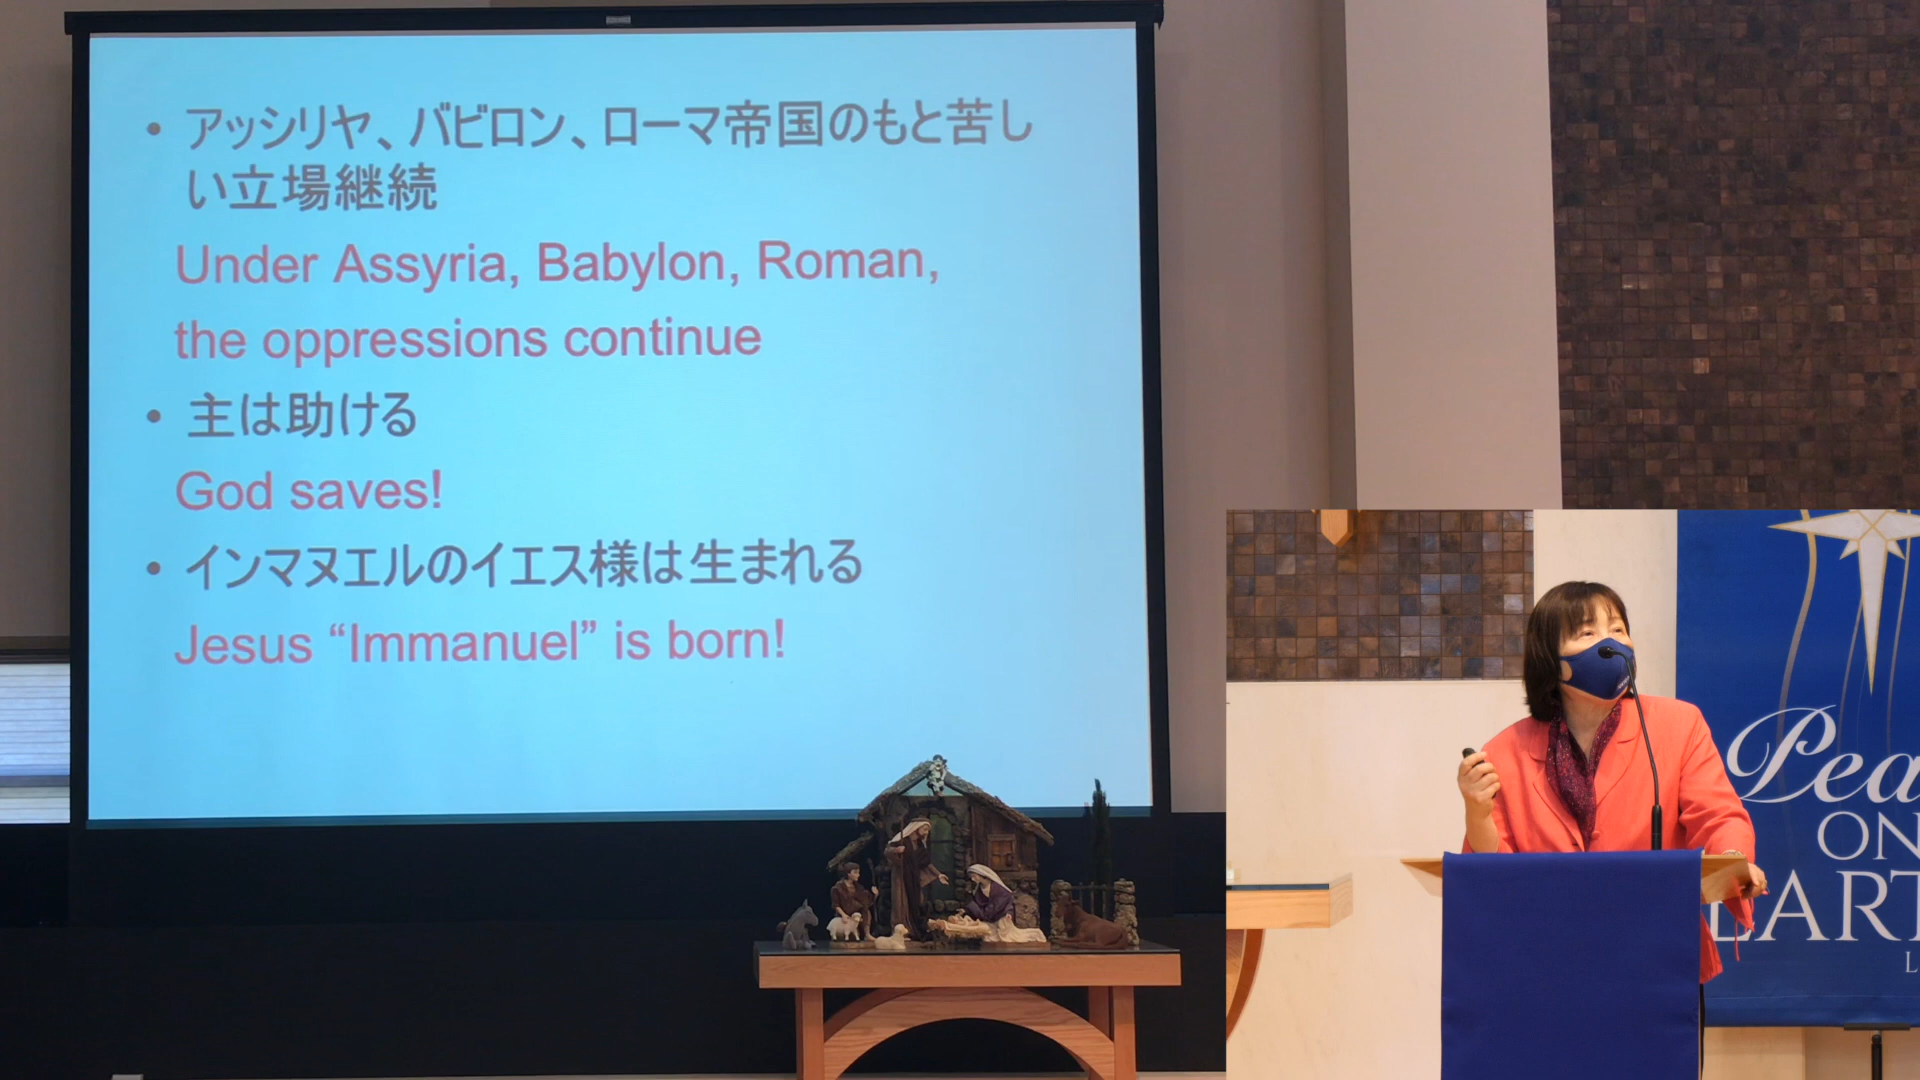 • アッシリヤ、バビロン、ローマ帝国のもと苦し
い立場継続
Under Assyria, Babylon, Roman,
the oppressions continue
• 主は助ける
God saves!
• インマヌエルのイエス様は生まれる
Jesus “Immanuel” is born!
Pea
ON
EART
L